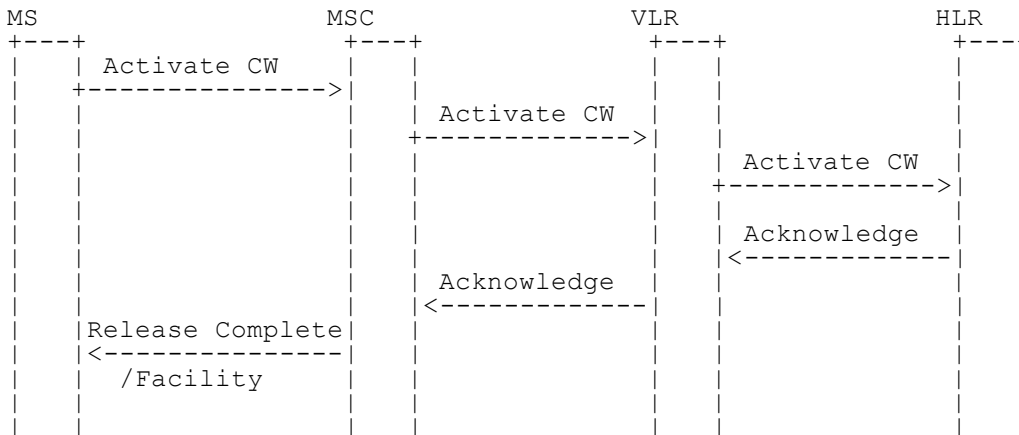 MS MSC VLR HLR
Activate CW
Activate CW
Activate CW
Acknowledge
Acknowledge
Release Complete
/Facility